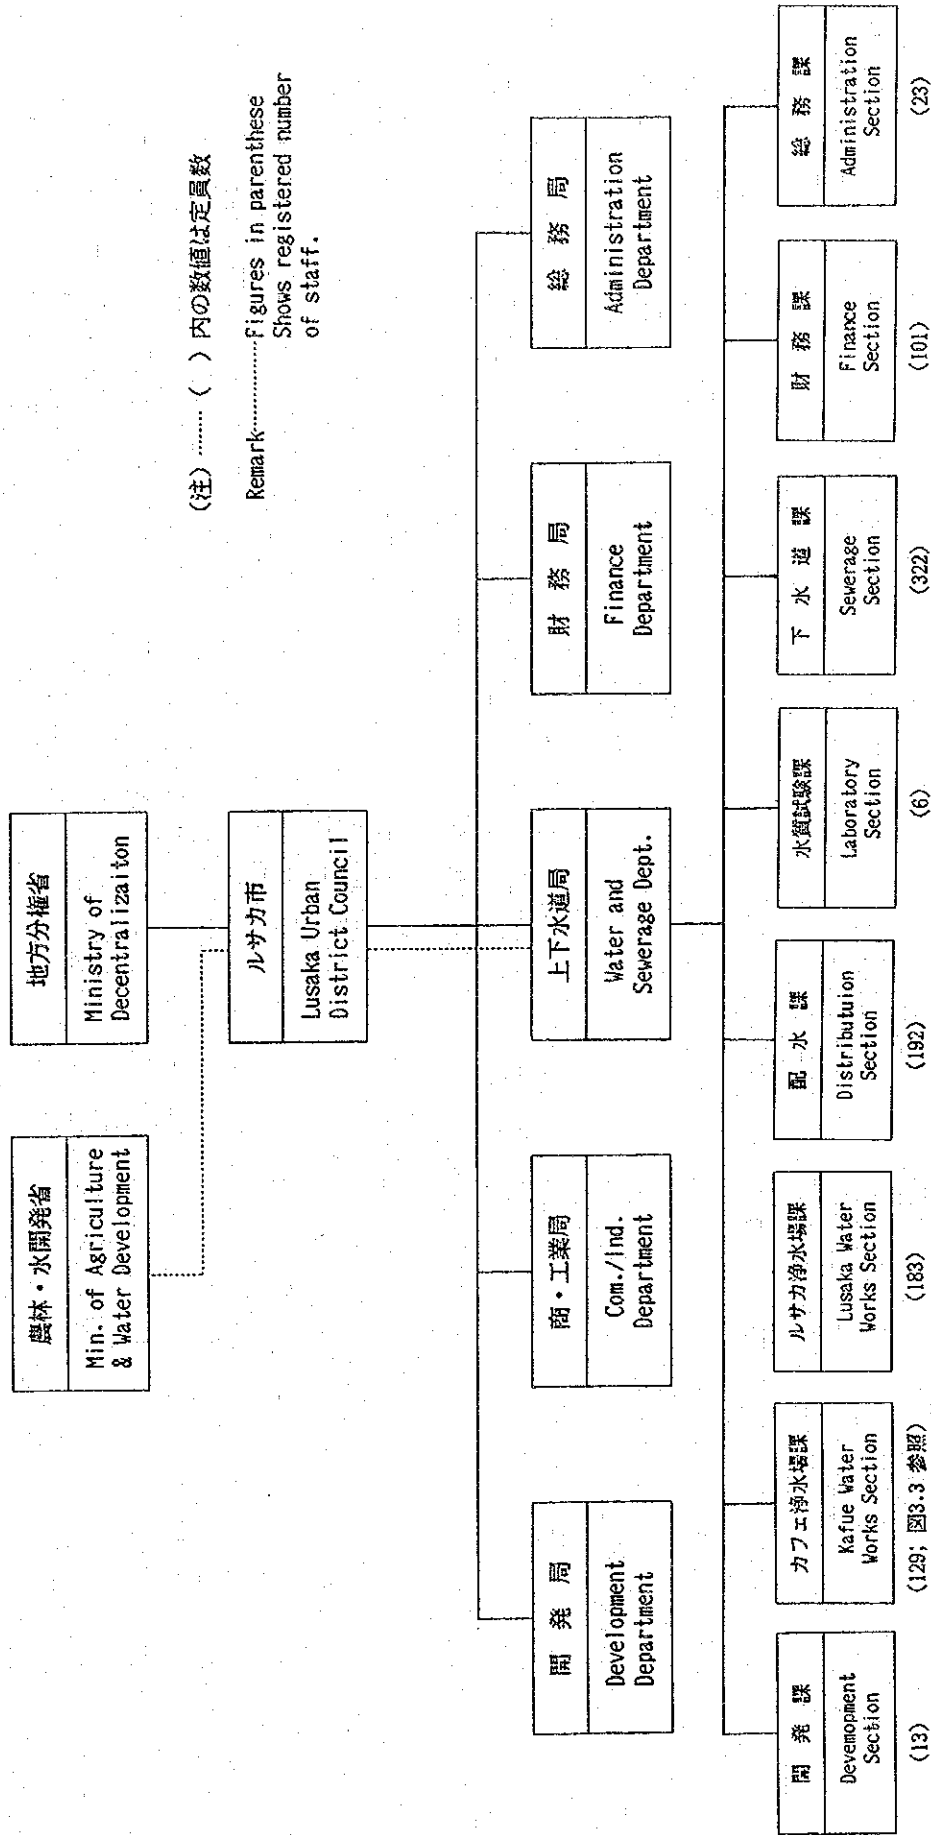 農林・水開発省
Min. of Agriculture
& Water Development
地方分権省
Ministry of
Decentralizaiton
ルサカ市
Lusaka Urban
District Council
(注) …… ( ) 内の数値は定員数
Remark…………Figures in parenthese
Shows registered number
of staff.
開発局
Development
Department
商・工業局
Com./Ind.
Department
上下水道局
Water and
Sewerage Dept.
財務局
Finance
Department
総務局
Administration
Department
開発課
Devemopment
Section
(13)
カフェ浄水場課
Kafue Water
Works Section
(129; 図3.3 参照)
ルサカ浄水場課
Lusaka Water
Works Section
(183)
配水課
Distributuion
Section
(192)
水質試験課
Laboratory
Section
(6)
下水道課
Sewerage
Section
(322)
財務課
Finance
Section
(101)
総務課
Administration
Section
(23)